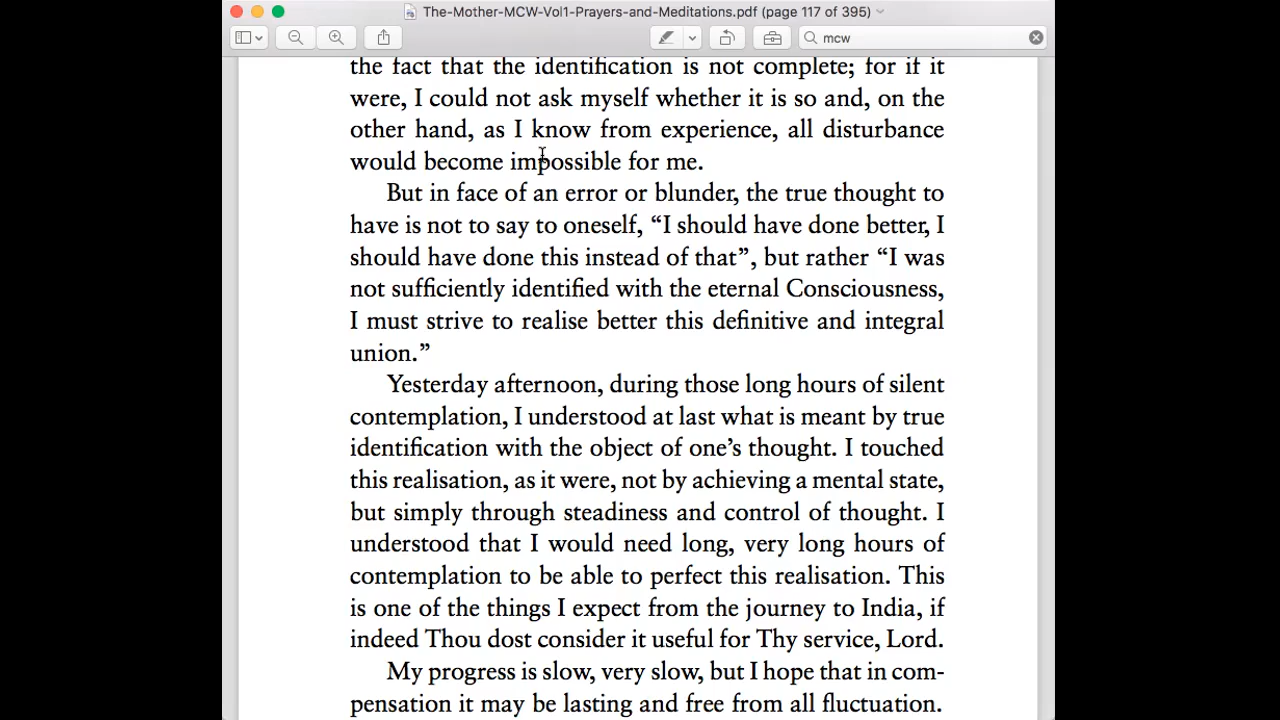 The-Mother-MCW-Vol1-Prayers-and-Meditations.pdf (page 117 of 395)
mcw
the fact that the identification is not complete; for if it
were, I could not ask myself whether it is so and, on the
other hand, as I know from experience, all disturbance
would become impossible for me.
But in face of an error or blunder, the true thought to
have is not to say to oneself, “I should have done better, I
should have done this instead of that”, but rather “I was
not sufficiently identified with the eternal Consciousness,
I must strive to realise better this definitive and integral
union.”
Yesterday afternoon, during those long hours of silent
contemplation, I understood at last what is meant by true
identification with the object of one’s thought. I touched
this realisation, as it were, not by achieving a mental state,
but simply through steadiness and control of thought. I
understood that I would need long, very long hours of
contemplation to be able to perfect this realisation. This
is one of the things I expect from the journey to India, if
indeed Thou dost consider it useful for Thy service, Lord.
My progress is slow, very slow, but I hope that in com-
pensation it may be lasting and free from all fluctuation.